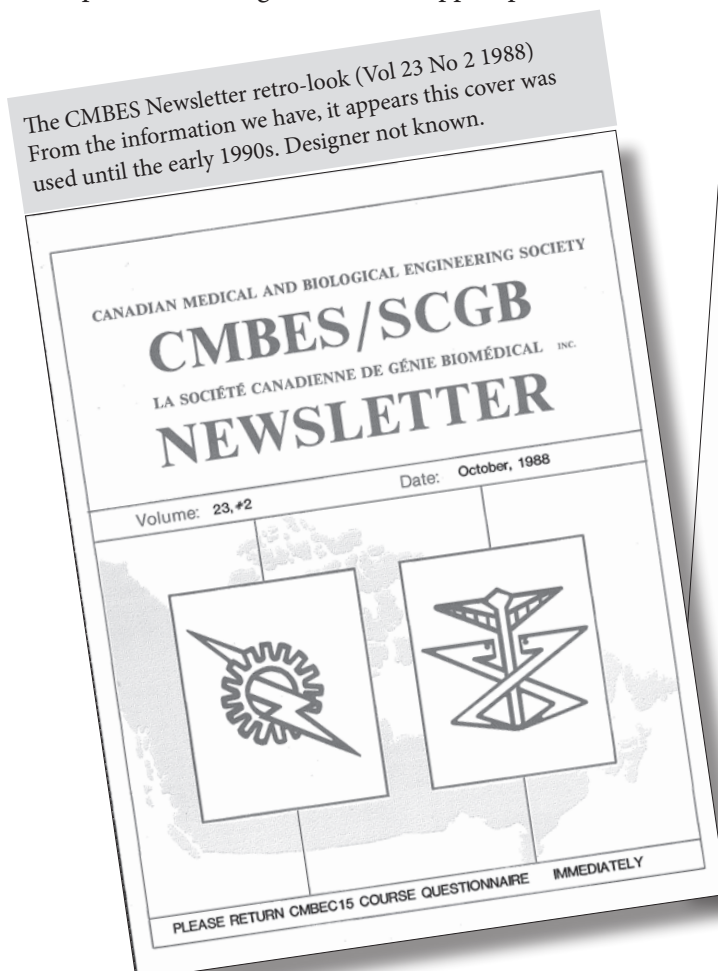 The CMBES Newsletter retro-look (Vol 23 No 2 1988)
From the information we have, it appears this cover was
used until the early 1990s. Designer not known.
CANADIAN MEDICAL AND BIOLOGICAL ENGINEERING SOCIETY
CMBES/SCGB
LA SOCIÉTÉ CANADIENNE DE GÉNIE BIOMÉDICAL INC.
NEWSLETTER
Volume: 23,#2 Date: October, 1988
PLEASE RETURN CMBEC15 COURSE QUESTIONNAIRE IMMEDIATELY